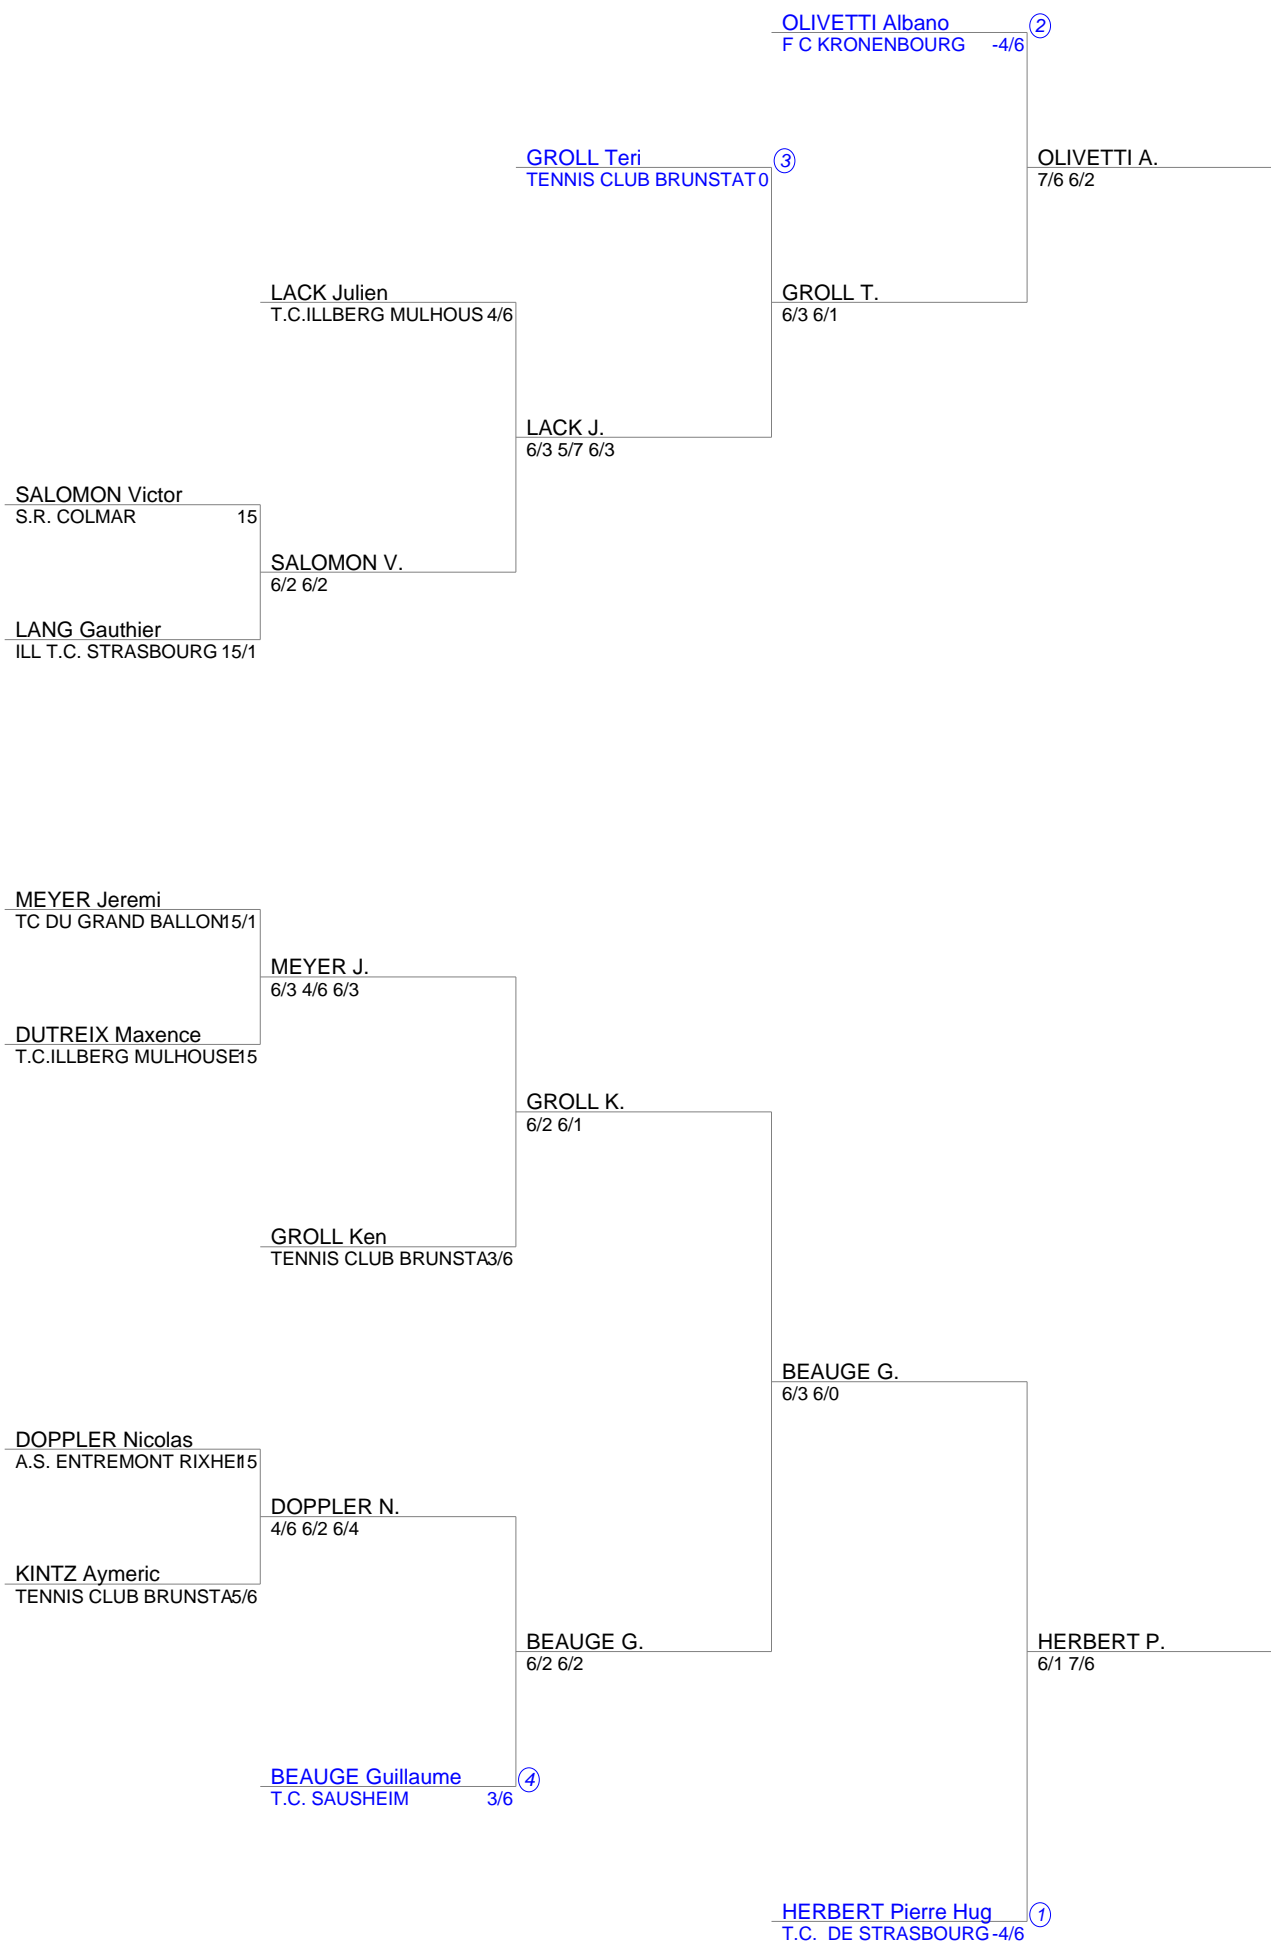 OLIVETTI Albano ②
F C KRONENBOURG -4/6
GROLL Teri ③
TENNIS CLUB BRUNSTAT 0
OLIVETTI A.
7/6 6/2
LACK Julien
T.C.ILLBERG MULHOUS 4/6
GROLL T.
6/3 6/1
LACK J.
6/3 5/7 6/3
SALOMON Victor
S.R. COLMAR 15
SALOMON V.
6/2 6/2
LANG Gauthier
ILL T.C. STRASBOURG 15/1
MEYER Jeremi
TC DU GRAND BALLON 15/1
MEYER J.
6/3 4/6 6/3
DUTREIX Maxence
T.C.ILLBERG MULHOUSE 15
GROLL K.
6/2 6/1
GROLL Ken
TENNIS CLUB BRUNSTA 3/6
BEAUGE G.
6/3 6/0
DOPPLER Nicolas
A.S. ENTREMONT RIXHEI 15
DOPPLER N.
4/6 6/2 6/4
KINTZ Aymeric
TENNIS CLUB BRUNSTA 5/6
BEAUGE G.
6/2 6/2
HERBERT P.
6/1 7/6
BEAUGE Guillaume ④
T.C. SAUSHEIM 3/6
HERBERT Pierre Hug ①
T.C. DE STRASBOURG -4/6